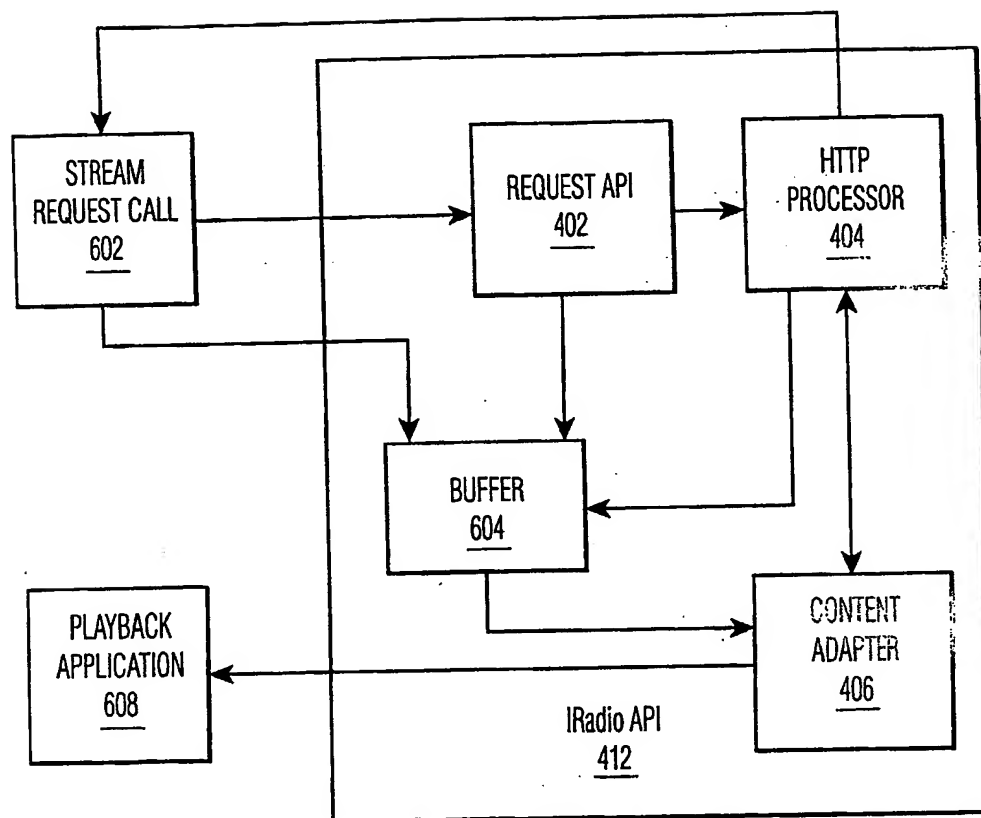 STREAM
REQUEST CALL
602
REQUEST API
402
HTTP
PROCESSOR
404
BUFFER
604
PLAYBACK
APPLICATION
608
CONTENT
ADAPTER
406
IRadio API
412